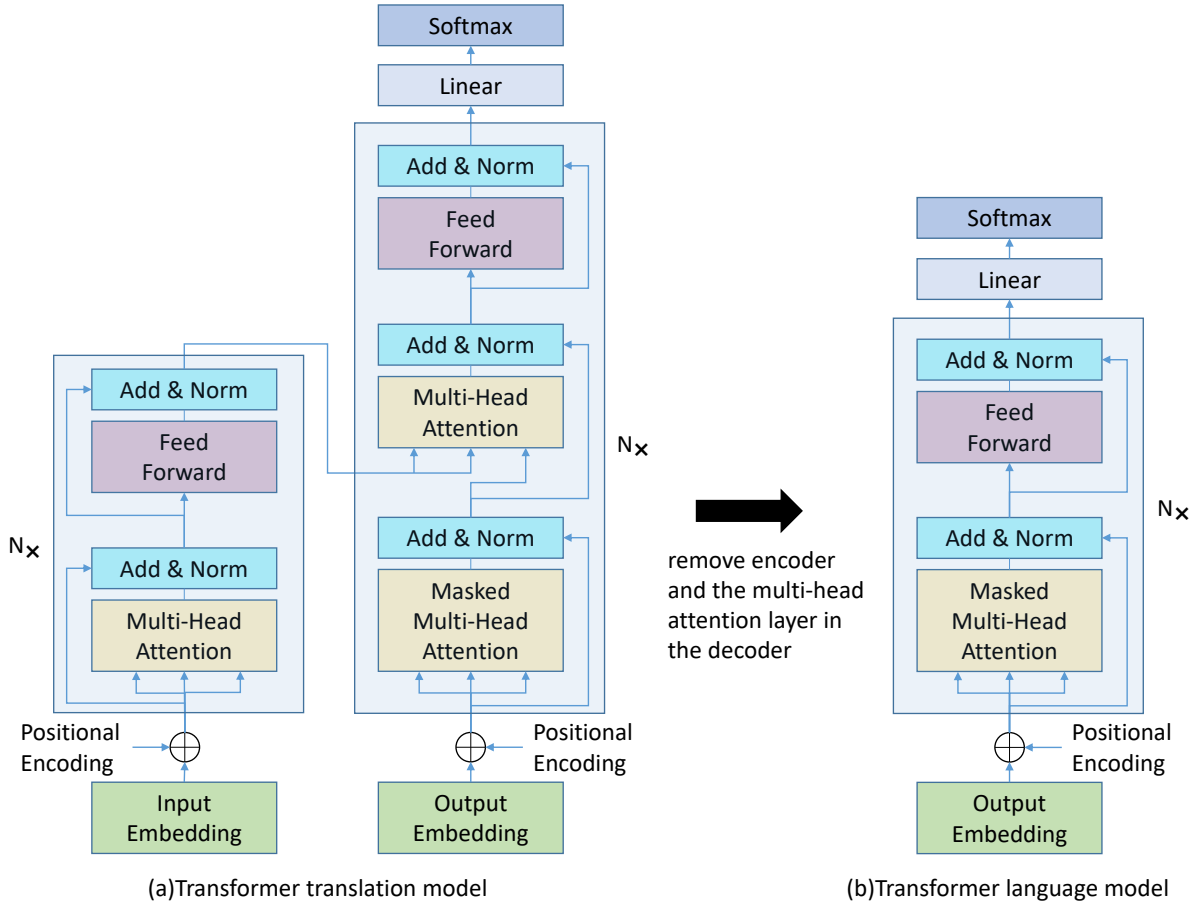 Softmax
Linear
Add & Norm
Feed
Forward
Add & Norm
Multi-Head
Attention
Add & Norm
Masked
Multi-Head
Attention
N×
Positional
Encoding
Output
Embedding
Add & Norm
Feed
Forward
Add & Norm
Multi-Head
Attention
N×
Positional
Encoding
Input
Embedding
(a)Transformer translation model
remove encoder
and the multi-head
attention layer in
the decoder
Softmax
Linear
Add & Norm
Feed
Forward
Add & Norm
Masked
Multi-Head
Attention
N×
Positional
Encoding
Output
Embedding
(b)Transformer language model